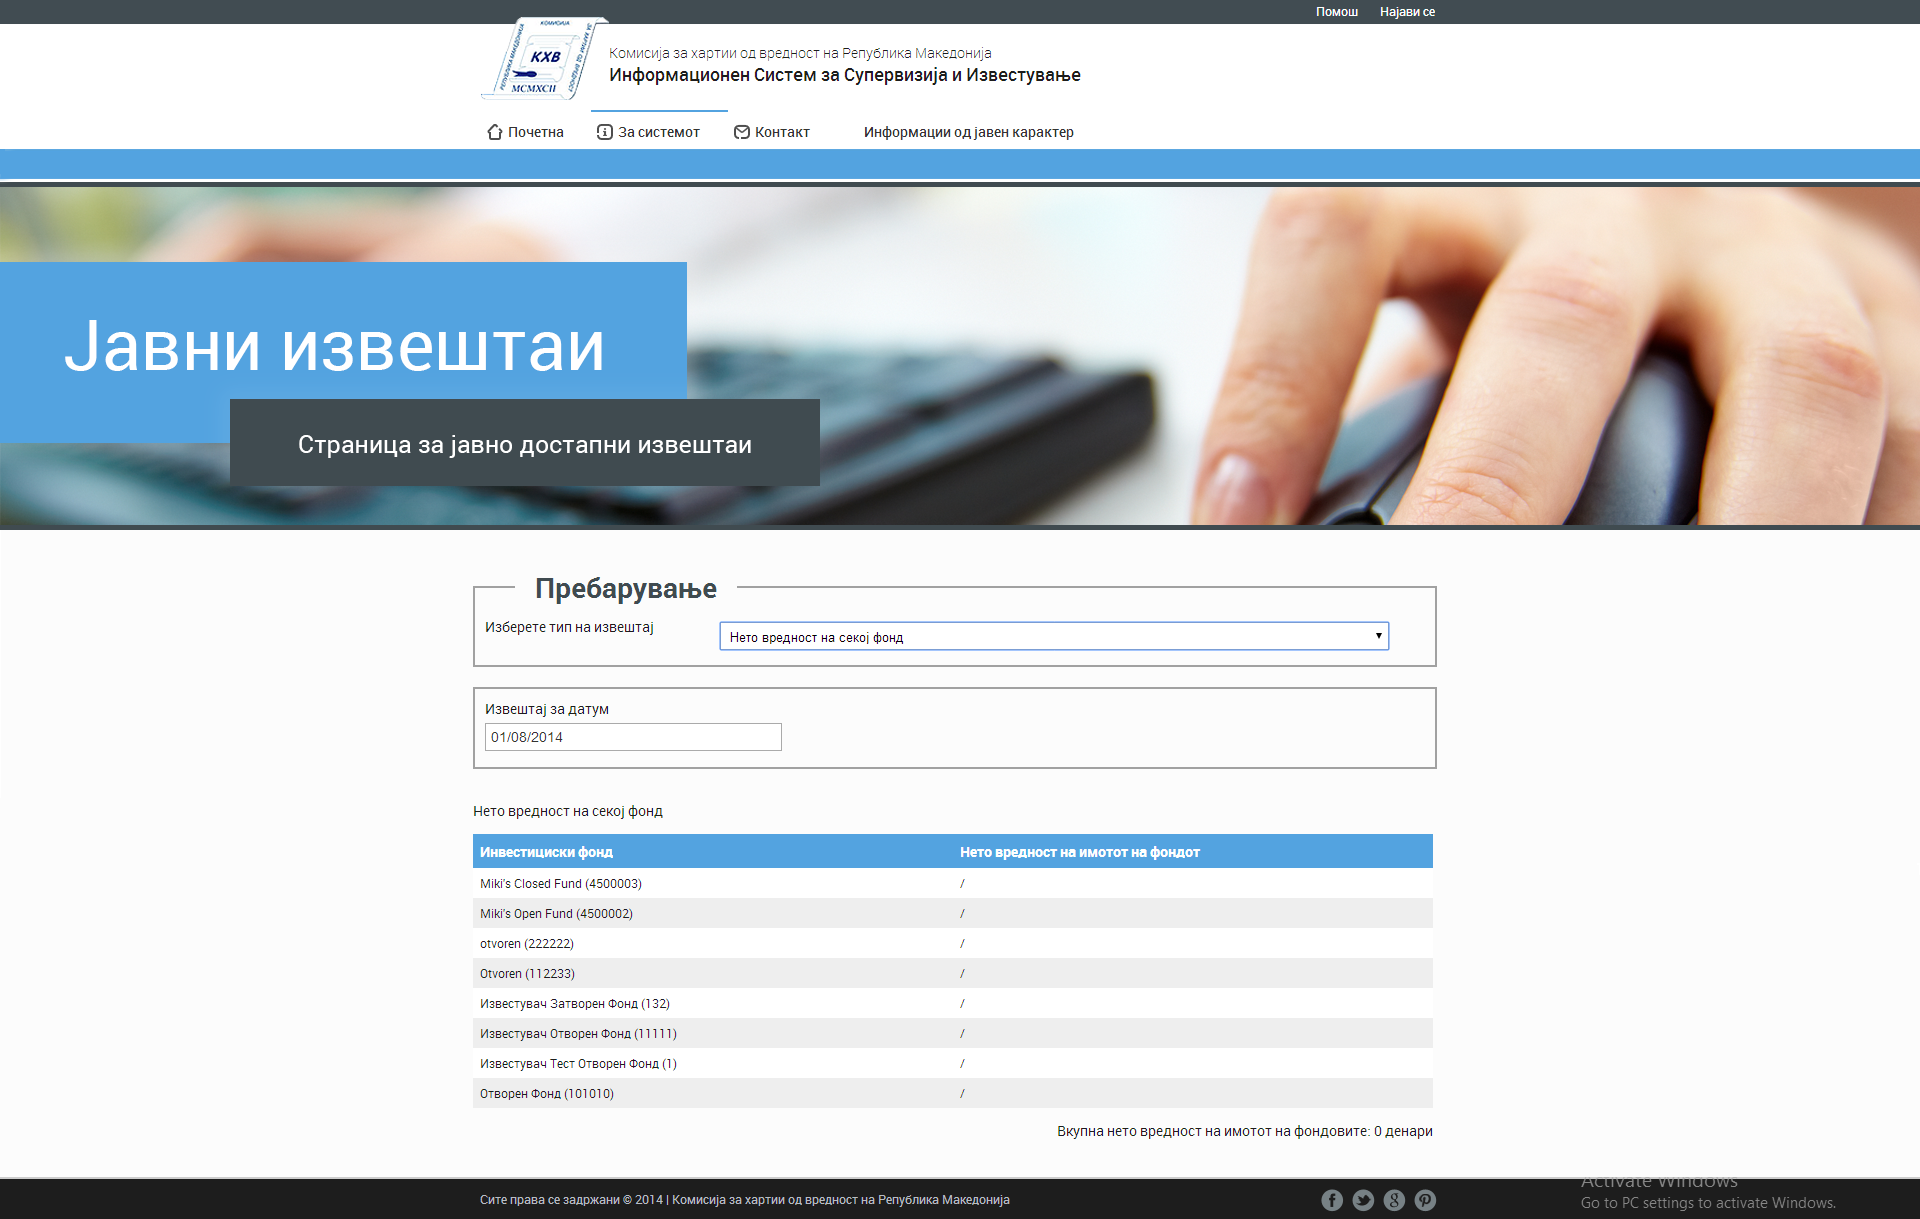 Помош Најави се
КОМИСИЈА
РЕПУБЛИКА МАКЕДОНИЈА
ЗА ХАРТИИ ОД ВРЕДНОСТ
КХВ
MCMXCII
Комисија за хартии од вредност на Република Македонија
Информационен Систем за Супервизија и Известување
Почетна За системот Контакт Информации од јавен карактер
Јавни извештаи
Страница за јавно достапни извештаи
Пребарување
Изберете тип на извештај Нето вредност на секој фонд
Извештај за датум
01/08/2014
Нето вредност на секој фонд
Инвестициски фонд Нето вредност на имотот на фондот
Miki's Closed Fund (4500003) /
Miki's Open Fund (4500002) /
otvoren (222222) /
Otvoren (112233) /
Известувач Затворен Фонд (132) /
Известувач Отворен Фонд (11111) /
Известувач Тест Отворен Фонд (1) /
Отворен Фонд (101010) /
Вкупна нето вредност на имотот на фондовите: 0 денари
Сите права се задржани © 2014 | Комисија за хартии од вредност на Република Македонија
Activate Windows
Go to PC settings to activate Windows.